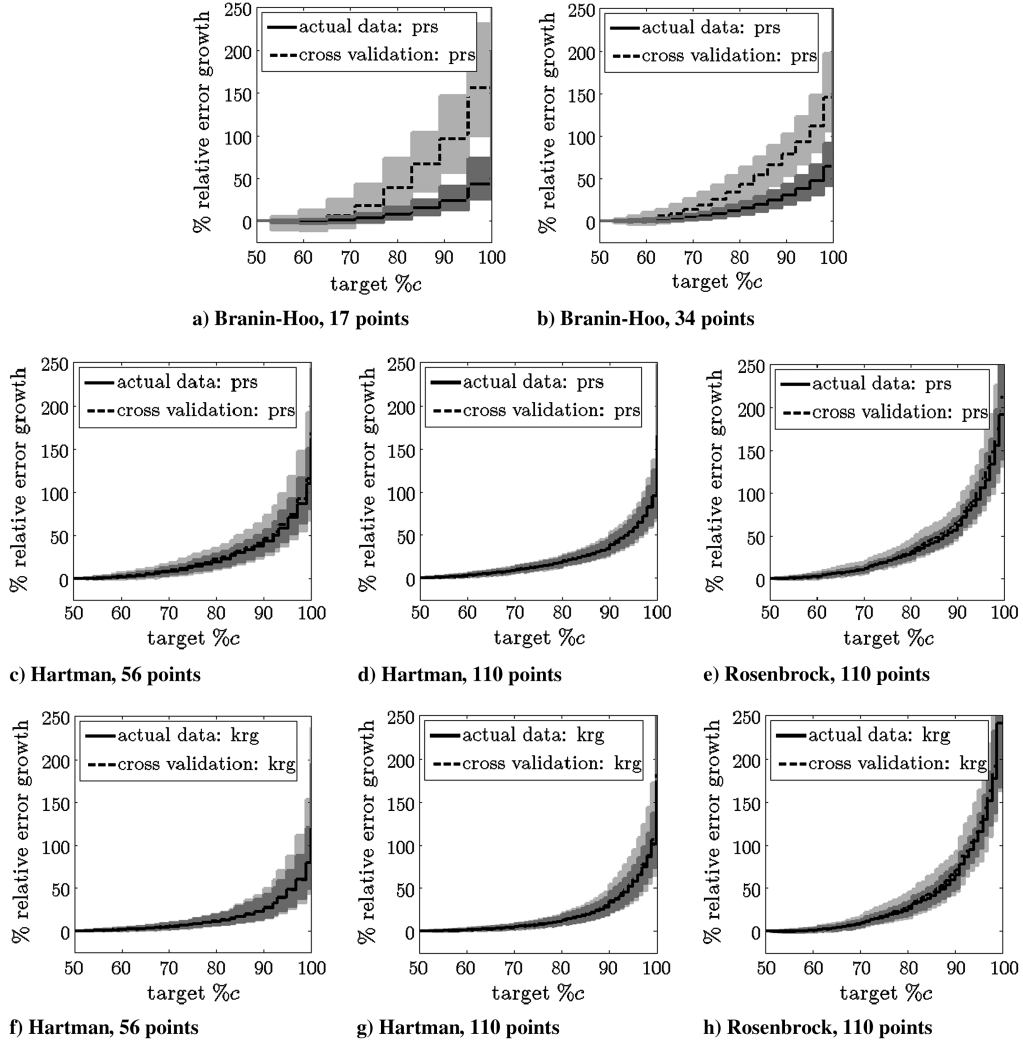 actual data: prs
cross validation: prs
% relative error growth
250
200
150
100
50
0
50 60 70 80 90 100
target %c
a) Branin-Hoo, 17 points
actual data: prs
cross validation: prs
% relative error growth
250
200
150
100
50
0
50 60 70 80 90 100
target %c
b) Branin-Hoo, 34 points
actual data: prs
cross validation: prs
% relative error growth
250
200
150
100
50
0
50 60 70 80 90 100
target %c
c) Hartman, 56 points
actual data: prs
cross validation: prs
% relative error growth
250
200
150
100
50
0
50 60 70 80 90 100
target %c
d) Hartman, 110 points
actual data: prs
cross validation: prs
% relative error growth
250
200
150
100
50
0
50 60 70 80 90 100
target %c
e) Rosenbrock, 110 points
actual data: krg
cross validation: krg
% relative error growth
250
200
150
100
50
0
50 60 70 80 90 100
target %c
f) Hartman, 56 points
actual data: krg
cross validation: krg
% relative error growth
250
200
150
100
50
0
50 60 70 80 90 100
target %c
g) Hartman, 110 points
actual data: krg
cross validation: krg
% relative error growth
250
200
150
100
50
0
50 60 70 80 90 100
target %c
h) Rosenbrock, 110 points